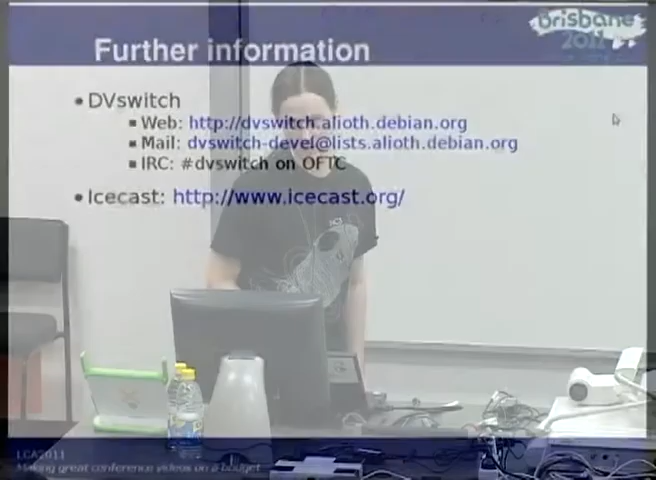 Brisbane
2011
Further information
• DVswitch
▪ Web: http://dvswitch.alioth.debian.org
▪ Mail: dvswitch-devel@lists.alioth.debian.org
▪ IRC: #dvswitch on OFTC
• Icecast: http://www.icecast.org/
LCA2011
Making great conference videos on a budget